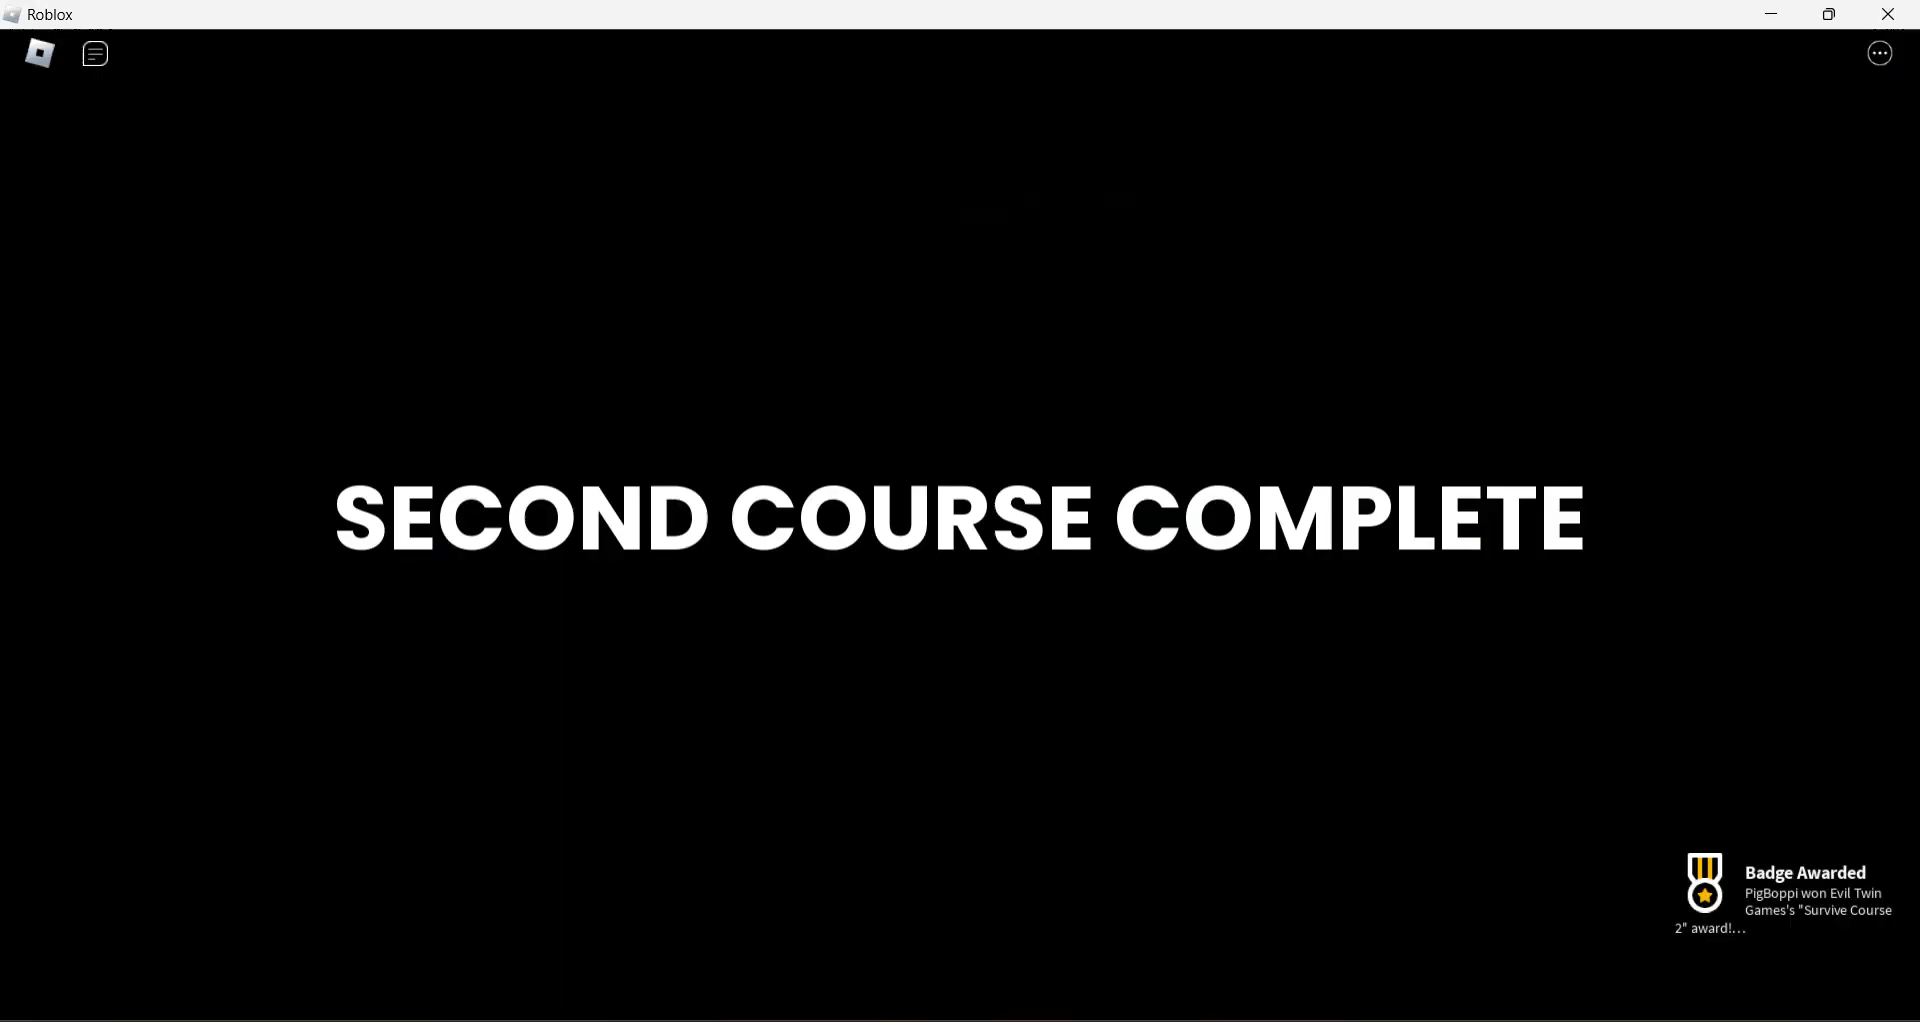 Roblox
SECOND COURSE COMPLETE
Badge Awarded
PigBoppi won Evil Twin
Games's "Survive Course
2" award!...